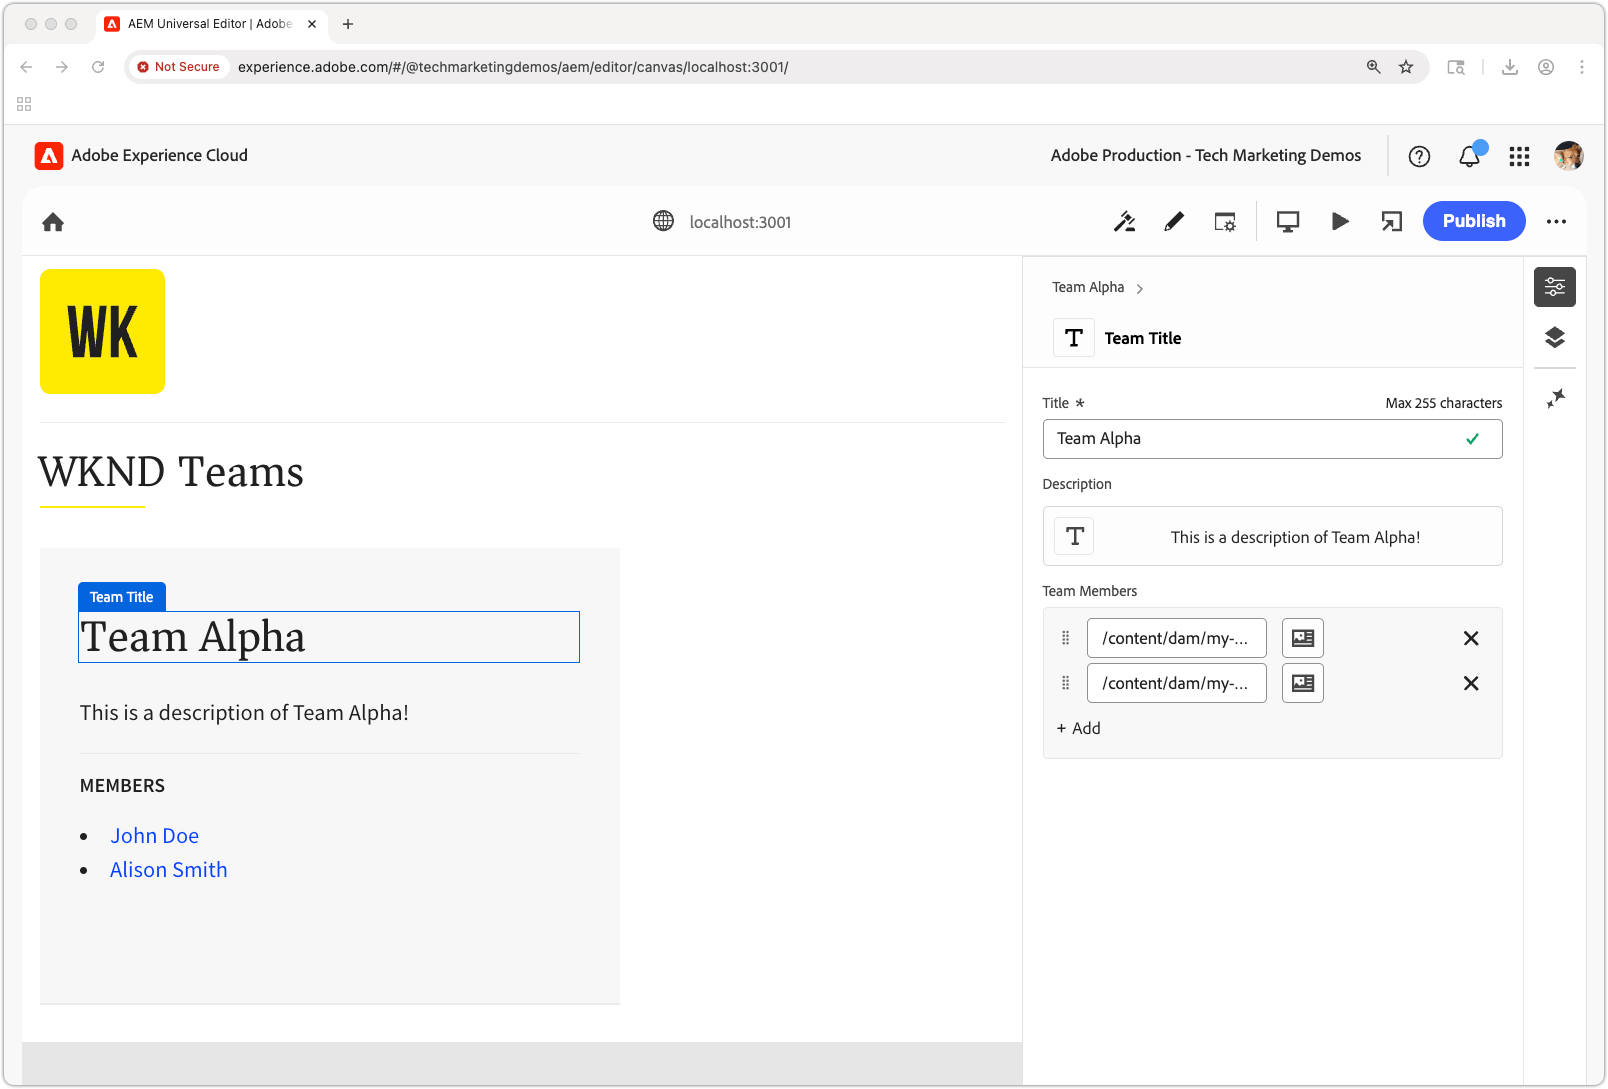 AEM Universal Editor | Adobe
Not Secure experience.adobe.com/#/@techmarketingdemos/aem/editor/canvas/localhost:3001/
Adobe Experience Cloud
Adobe Production - Tech Marketing Demos
localhost:3001
Publish
WK
WKND Teams
Team Title
Team Alpha
This is a description of Team Alpha!
MEMBERS
John Doe
Alison Smith
Team Alpha
Team Title
Title * Max 255 characters
Team Alpha
Description
This is a description of Team Alpha!
Team Members
/content/dam/my-...
/content/dam/my-...
+ Add